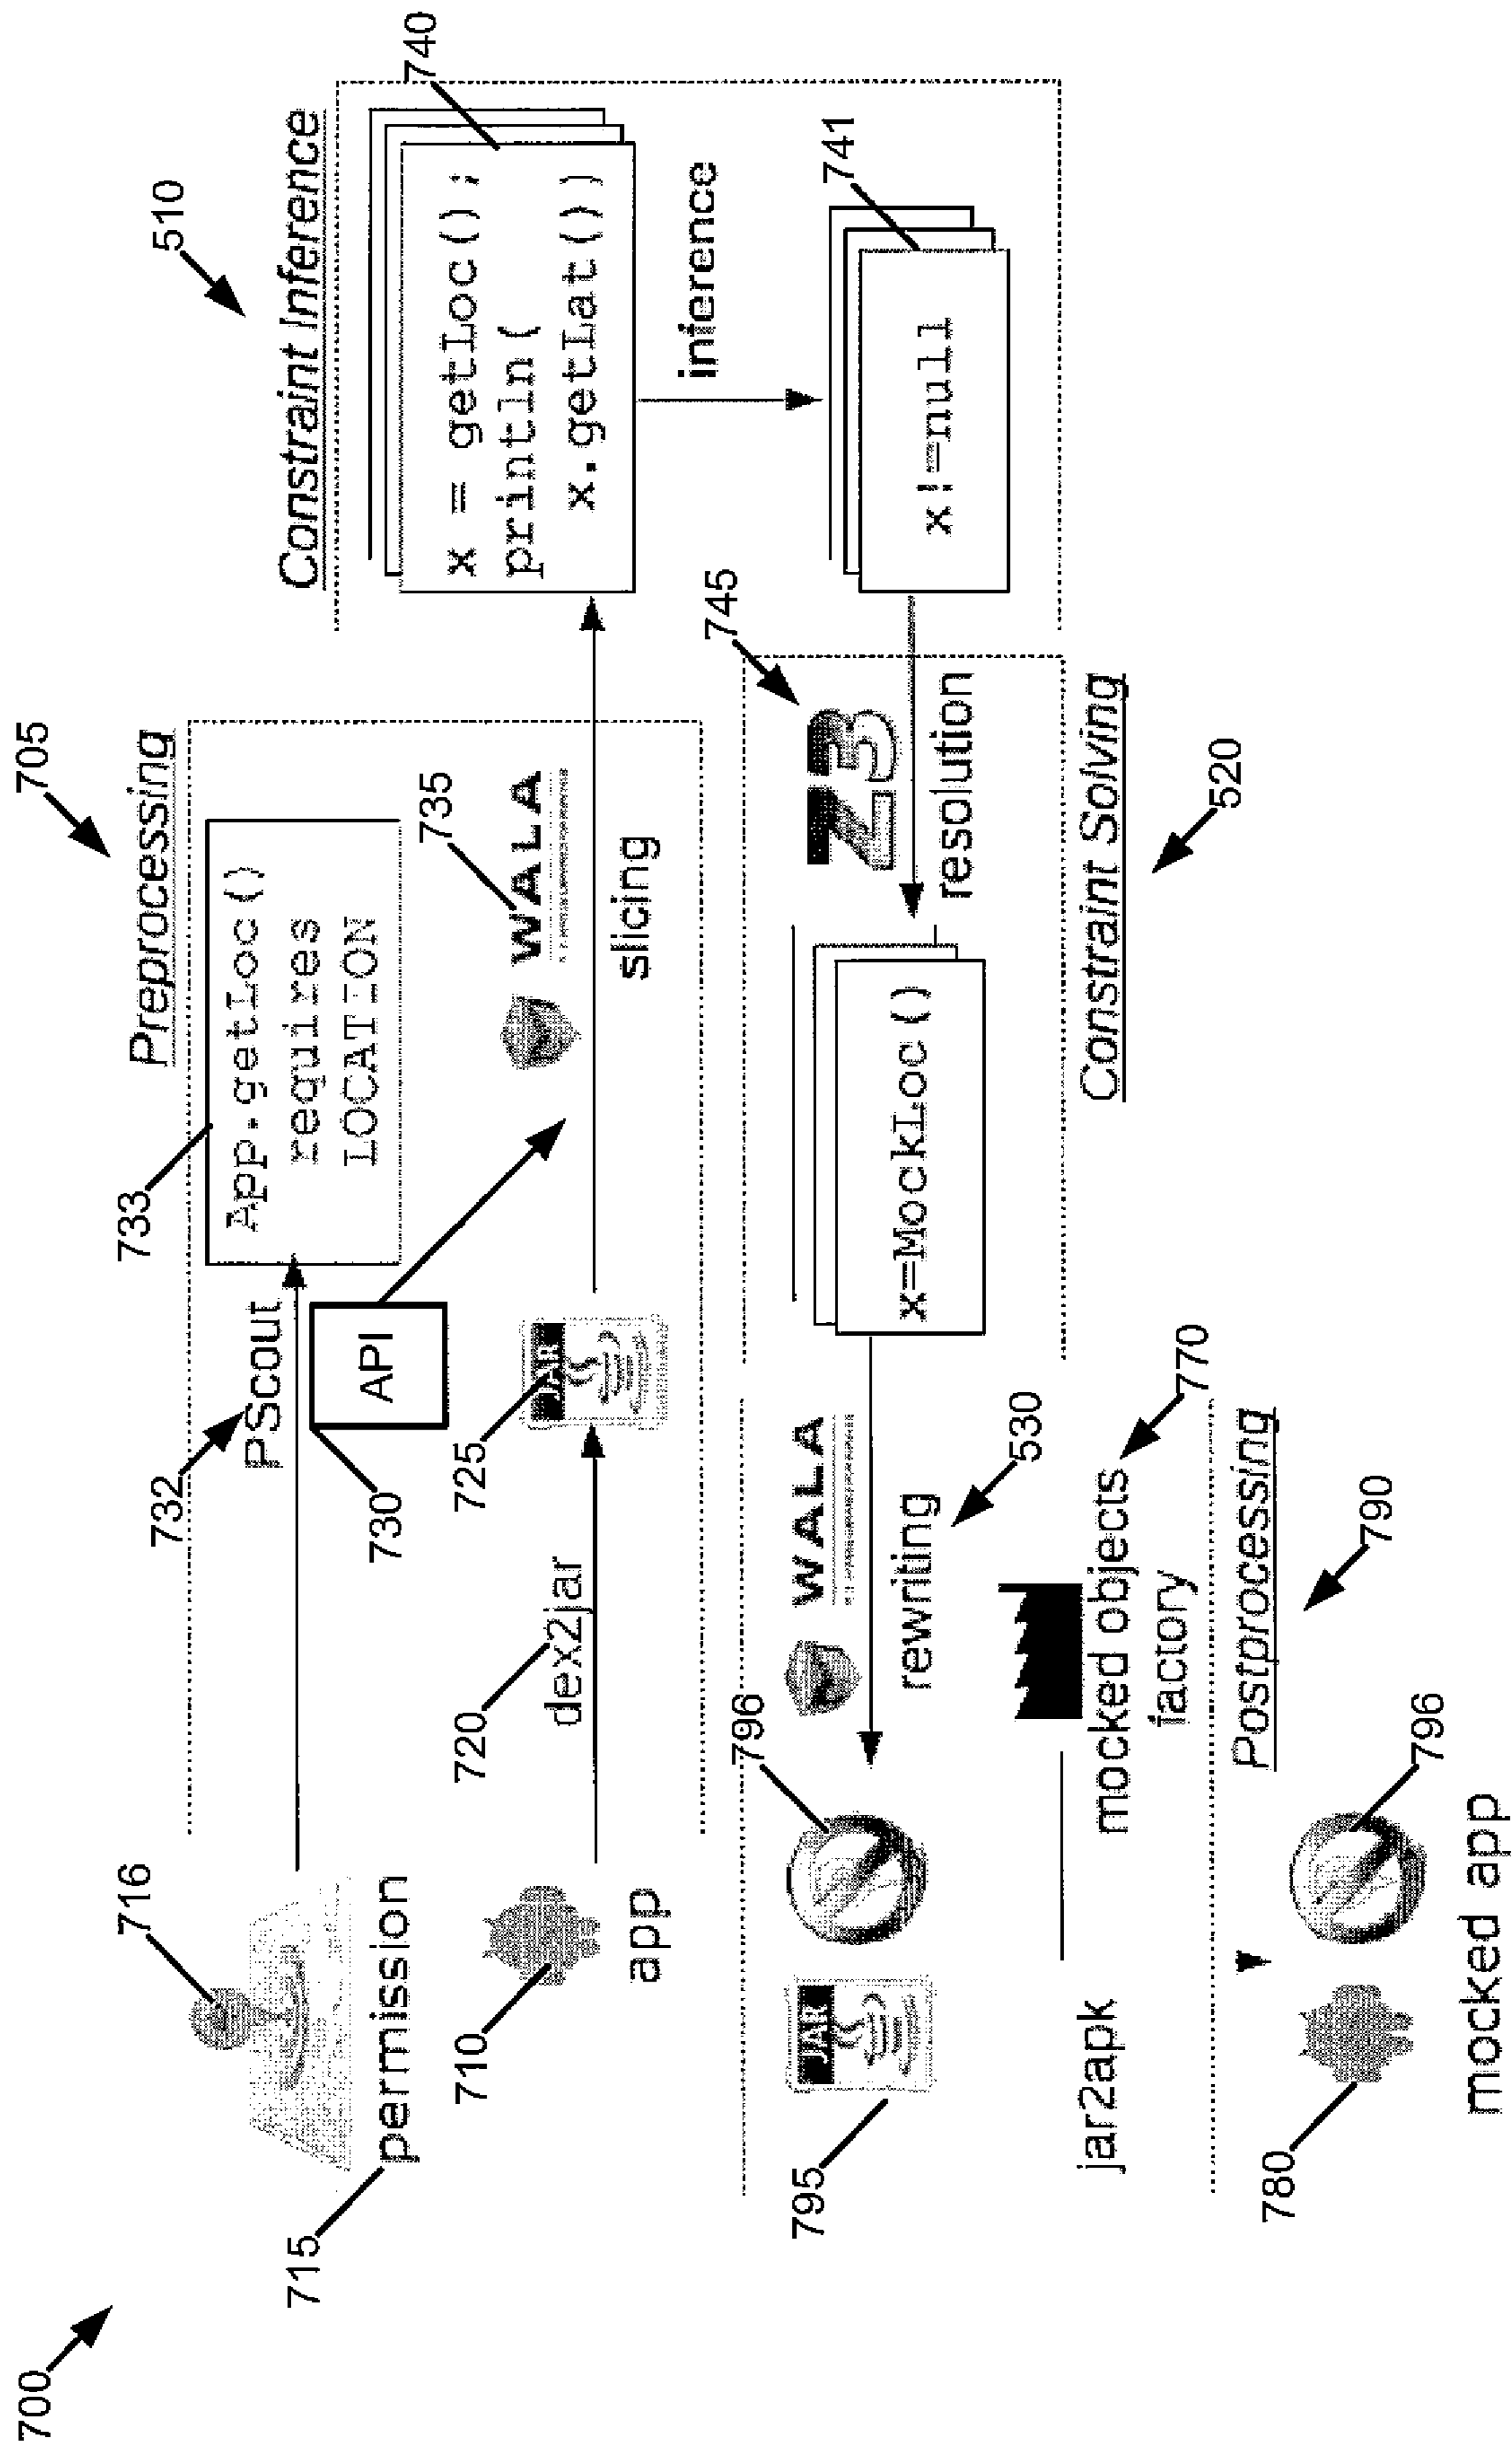 700
705
Preprocessing
510
Constraint Inference
715
716
permission
732
PScout
733
App.getLoc()
requires
LOCATION
730
API
710
app
720
dex2jar
725
JAR
735
WALA
slicing
740
x = getLoc();
println(
x.getLat())
inference
741
x!=null
745
Z3
resolution
x=MockLoc()
Constraint Solving
520
WALA
rewriting
530
796
795
JAR
jar2apk
mocked objects
factory
770
Postprocessing
790
780
796
mocked app